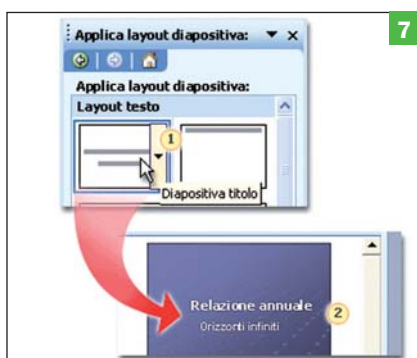 7
Applica layout diapositiva:
Applica layout diapositiva:
Layout testo
1
Diapositiva titolo
Relazione annuale
Orizzonti infiniti
2